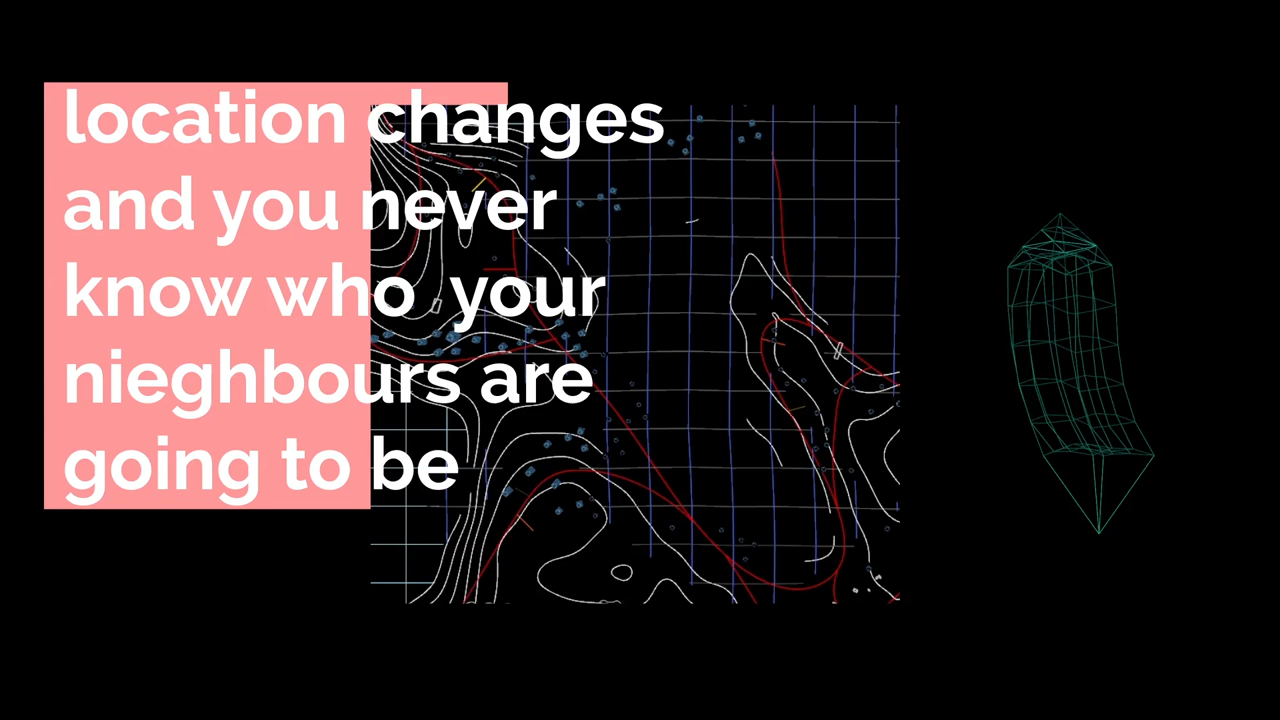 location changes
and you never
know who  your
nieghbours are
going to be